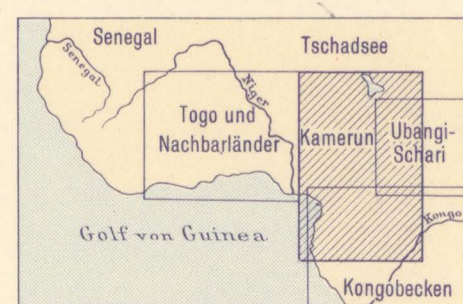 Senegal
Tschadsee
Senegal
Niger
Togo und
Nachbarländer
Kamerun
Ubangi-
Schari
Golf von Guinea
Kongo
Kongobecken